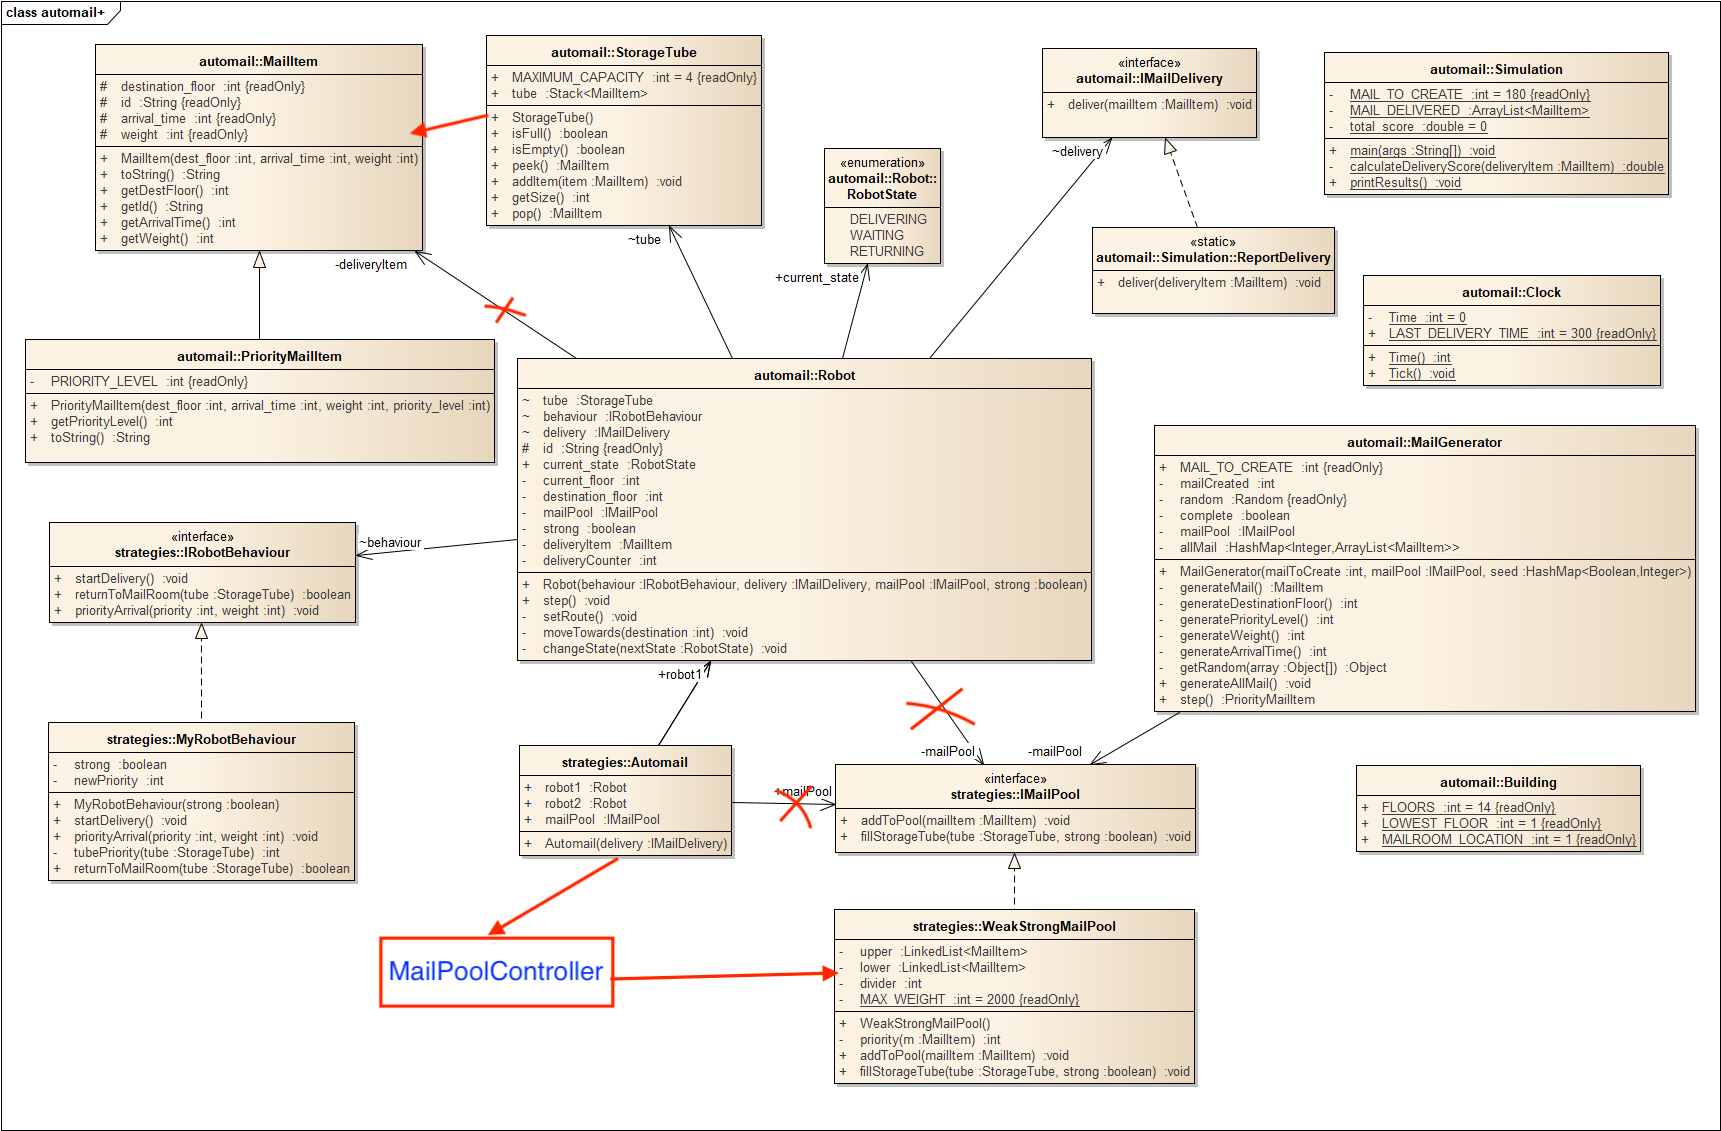 class automail+
automail::MailItem
# destination_floor :int {readOnly}
# id :String {readOnly}
# arrival_time :int {readOnly}
# weight :int {readOnly}
+ MailItem(dest_floor :int, arrival_time :int, weight :int)
+ toString() :String
+ getDestFloor() :int
+ getId() :String
+ getArrivalTime() :int
+ getWeight() :int
automail::StorageTube
+ MAXIMUM_CAPACITY :int = 4 {readOnly}
+ tube :Stack<MailItem>
+ StorageTube()
+ isFull() :boolean
+ isEmpty() :boolean
+ peek() :MailItem
+ addItem(item :MailItem) :void
+ getSize() :int
+ pop() :MailItem
«enumeration»
automail::Robot::
RobotState
DELIVERING
WAITING
RETURNING
«interface»
automail::IMailDelivery
+ deliver(mailItem :MailItem) :void
automail::Simulation
- MAIL_TO_CREATE :int = 180 {readOnly}
- MAIL_DELIVERED :ArrayList<MailItem>
- total_score :double = 0
+ main(args :String[]) :void
- calculateDeliveryScore(deliveryItem :MailItem) :double
+ printResults() :void
«static»
automail::Simulation::ReportDelivery
+ deliver(deliveryItem :MailItem) :void
automail::Clock
- Time :int = 0
+ LAST_DELIVERY_TIME :int = 300 {readOnly}
+ Time() :int
+ Tick() :void
-deliveryItem
~tube
+current_state
~delivery
automail::PriorityMailItem
- PRIORITY_LEVEL :int {readOnly}
+ PriorityMailItem(dest_floor :int, arrival_time :int, weight :int, priority_level :int)
+ getPriorityLevel() :int
+ toString() :String
automail::Robot
~ tube :StorageTube
~ behaviour :IRobotBehaviour
~ delivery :IMailDelivery
# id :String {readOnly}
+ current_state :RobotState
- current_floor :int
- destination_floor :int
- mailPool :IMailPool
- strong :boolean
- deliveryItem :MailItem
- deliveryCounter :int
+ Robot(behaviour :IRobotBehaviour, delivery :IMailDelivery, mailPool :IMailPool, strong :boolean)
+ step() :void
- setRoute() :void
- moveTowards(destination :int) :void
- changeState(nextState :RobotState) :void
automail::MailGenerator
+ MAIL_TO_CREATE :int {readOnly}
- mailCreated :int
- random :Random {readOnly}
- complete :boolean
- mailPool :IMailPool
- allMail :HashMap<Integer,ArrayList<MailItem>>
+ MailGenerator(mailToCreate :int, mailPool :IMailPool, seed :HashMap<Boolean,Integer>)
- generateMail() :MailItem
- generateDestinationFloor() :int
- generatePriorityLevel() :int
- generateWeight() :int
- generateArrivalTime() :int
- getRandom(array :Object[]) :Object
+ generateAllMail() :void
+ step() :PriorityMailItem
«interface»
strategies::IRobotBehaviour
+ startDelivery() :void
+ returnToMailRoom(tube :StorageTube) :boolean
+ priorityArrival(priority :int, weight :int) :void
~behaviour
+robot1
strategies::MyRobotBehaviour
- strong :boolean
- newPriority :int
+ MyRobotBehaviour(strong :boolean)
+ startDelivery() :void
+ priorityArrival(priority :int, weight :int) :void
- tubePriority(tube :StorageTube) :int
+ returnToMailRoom(tube :StorageTube) :boolean
strategies::Automail
+ robot1 :Robot
+ robot2 :Robot
+ mailPool :IMailPool
+ Automail(delivery :IMailDelivery)
-mailPool
-mailPool
+mailPool
«interface»
strategies::IMailPool
+ addToPool(mailItem :MailItem) :void
+ fillStorageTube(tube :StorageTube, strong :boolean) :void
automail::Building
+ FLOORS :int = 14 {readOnly}
+ LOWEST_FLOOR :int = 1 {readOnly}
+ MAILROOM_LOCATION :int = 1 {readOnly}
MailPoolController
strategies::WeakStrongMailPool
- upper :LinkedList<MailItem>
- lower :LinkedList<MailItem>
- divider :int
- MAX_WEIGHT :int = 2000 {readOnly}
+ WeakStrongMailPool()
- priority(m :MailItem) :int
+ addToPool(mailItem :MailItem) :void
+ fillStorageTube(tube :StorageTube, strong :boolean) :void